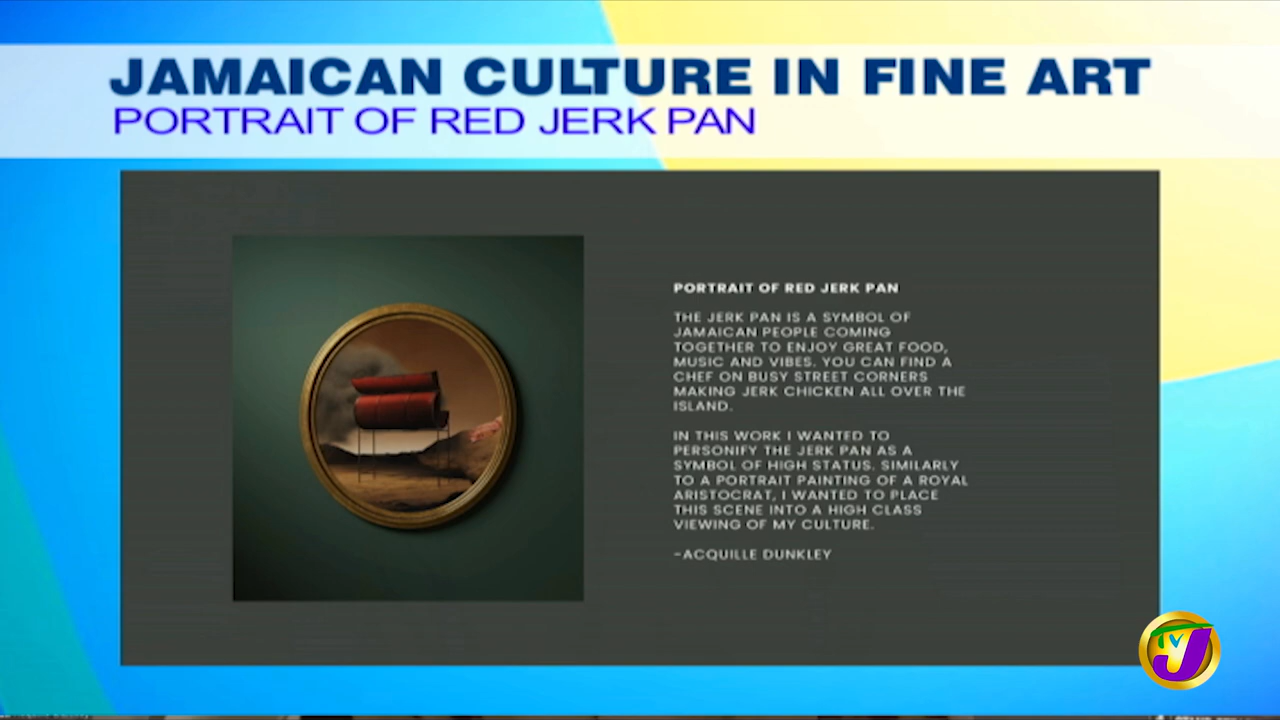 JAMAICAN CULTURE IN FINE ART
PORTRAIT OF RED JERK PAN
PORTRAIT OF RED JERK PAN
THE JERK PAN IS A SYMBOL OF
JAMAICAN PEOPLE COMING
TOGETHER TO ENJOY GREAT FOOD,
MUSIC AND VIBES. YOU CAN FIND A
CHEF ON BUSY STREET CORNERS
MAKING JERK CHICKEN ALL OVER THE
ISLAND.
IN THIS WORK I WANTED TO
PERSONIFY THE JERK PAN AS A
SYMBOL OF HIGH STATUS. SIMILARLY
TO A PORTRAIT PAINTING OF A ROYAL
ARISTOCRAT, I WANTED TO PLACE
THIS SCENE INTO A HIGH CLASS
VIEWING OF MY CULTURE.
-ACQUILLE DUNKLEY
TVJ